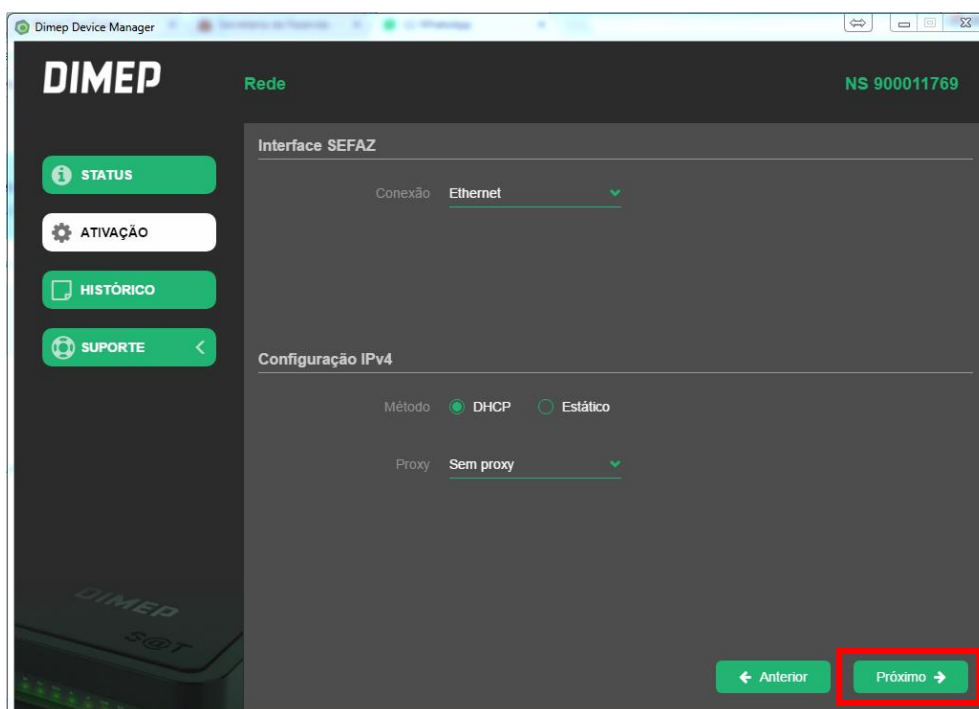 Dimep Device Manager
DIMEP
Rede
NS 900011769
STATUS
ATIVAÇÃO
HISTÓRICO
SUPORTE
Interface SEFAZ
Conexão Ethernet
Configuração IPv4
Método DHCP Estático
Proxy Sem proxy
DIMEP
S@T
Anterior
Próximo